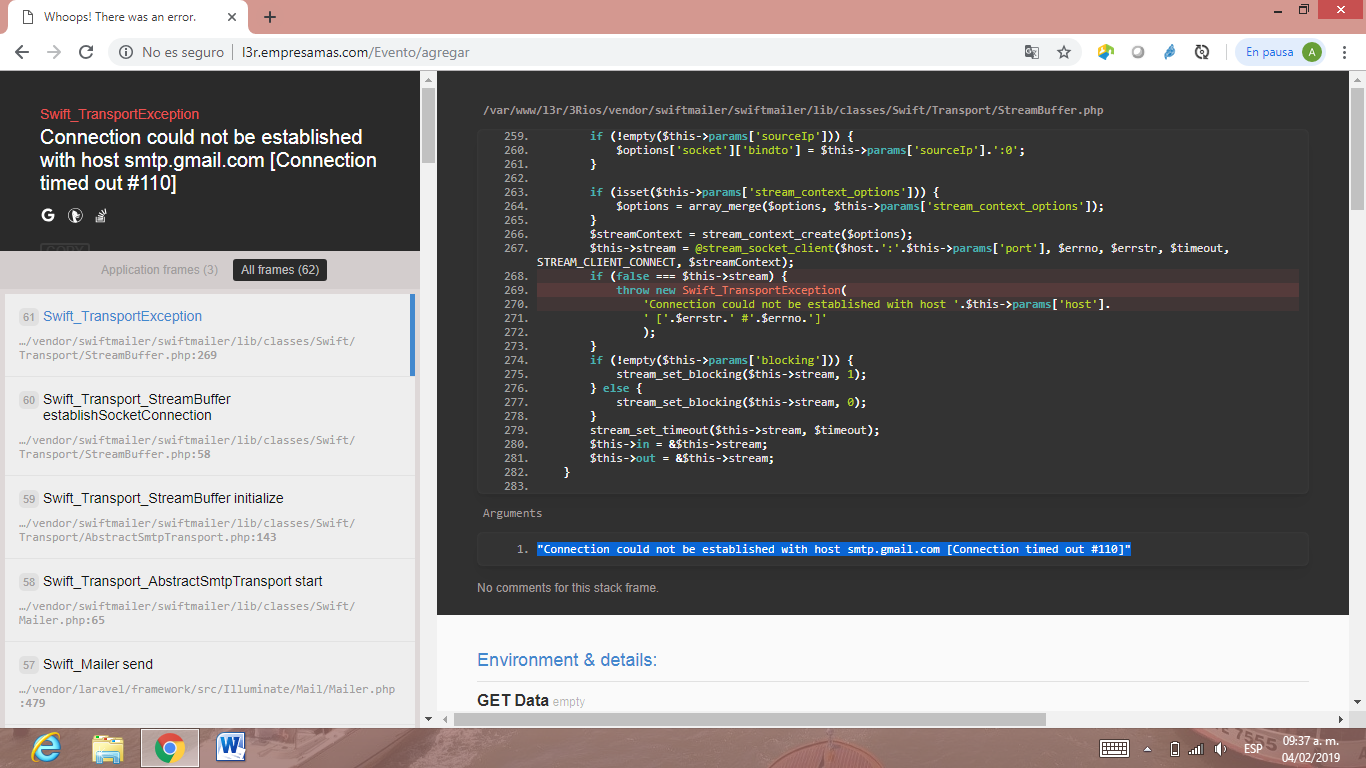 Whoops! There was an error.
No es seguro | l3r.empresamas.com/Evento/agregar
En pausa A
Swift_TransportException
Connection could not be established
with host smtp.gmail.com [Connection
timed out #110]
COPY
Application frames (3) All frames (62)
61 Swift_TransportException
…/vendor/swiftmailer/swiftmailer/lib/classes/Swift/
Transport/StreamBuffer.php:269
60 Swift_Transport_StreamBuffer
establishSocketConnection
…/vendor/swiftmailer/swiftmailer/lib/classes/Swift/
Transport/StreamBuffer.php:58
59 Swift_Transport_StreamBuffer initialize
…/vendor/swiftmailer/swiftmailer/lib/classes/Swift/
Transport/AbstractSmtpTransport.php:143
58 Swift_Transport_AbstractSmtpTransport start
…/vendor/swiftmailer/swiftmailer/lib/classes/Swift/
Mailer.php:65
57 Swift_Mailer send
…/vendor/laravel/framework/src/Illuminate/Mail/Mailer.php
:479
/var/www/l3r/3Rios/vendor/swiftmailer/swiftmailer/lib/classes/Swift/Transport/StreamBuffer.php
259. if (!empty($this->params['sourceIp'])) {
260. $options['socket']['bindto'] = $this->params['sourceIp'].':0';
261. }
262.
263. if (isset($this->params['stream_context_options'])) {
264. $options = array_merge($options, $this->params['stream_context_options']);
265. }
266. $streamContext = stream_context_create($options);
267. $this->stream = @stream_socket_client($host.':'.$this->params['port'], $errno, $errstr, $timeout,
STREAM_CLIENT_CONNECT, $streamContext);
268. if (false === $this->stream) {
269. throw new Swift_TransportException(
270. 'Connection could not be established with host '.$this->params['host'].
271. ' ['.$errstr.' #'.$errno.']'
272. );
273. }
274. if (!empty($this->params['blocking'])) {
275. stream_set_blocking($this->stream, 1);
276. } else {
277. stream_set_blocking($this->stream, 0);
278. }
279. stream_set_timeout($this->stream, $timeout);
280. $this->in = &$this->stream;
281. $this->out = &$this->stream;
282. }
283.
Arguments
1. "Connection could not be established with host smtp.gmail.com [Connection timed out #110]"
No comments for this stack frame.
Environment & details:
GET Data empty
ESP
09:37 a. m.
04/02/2019